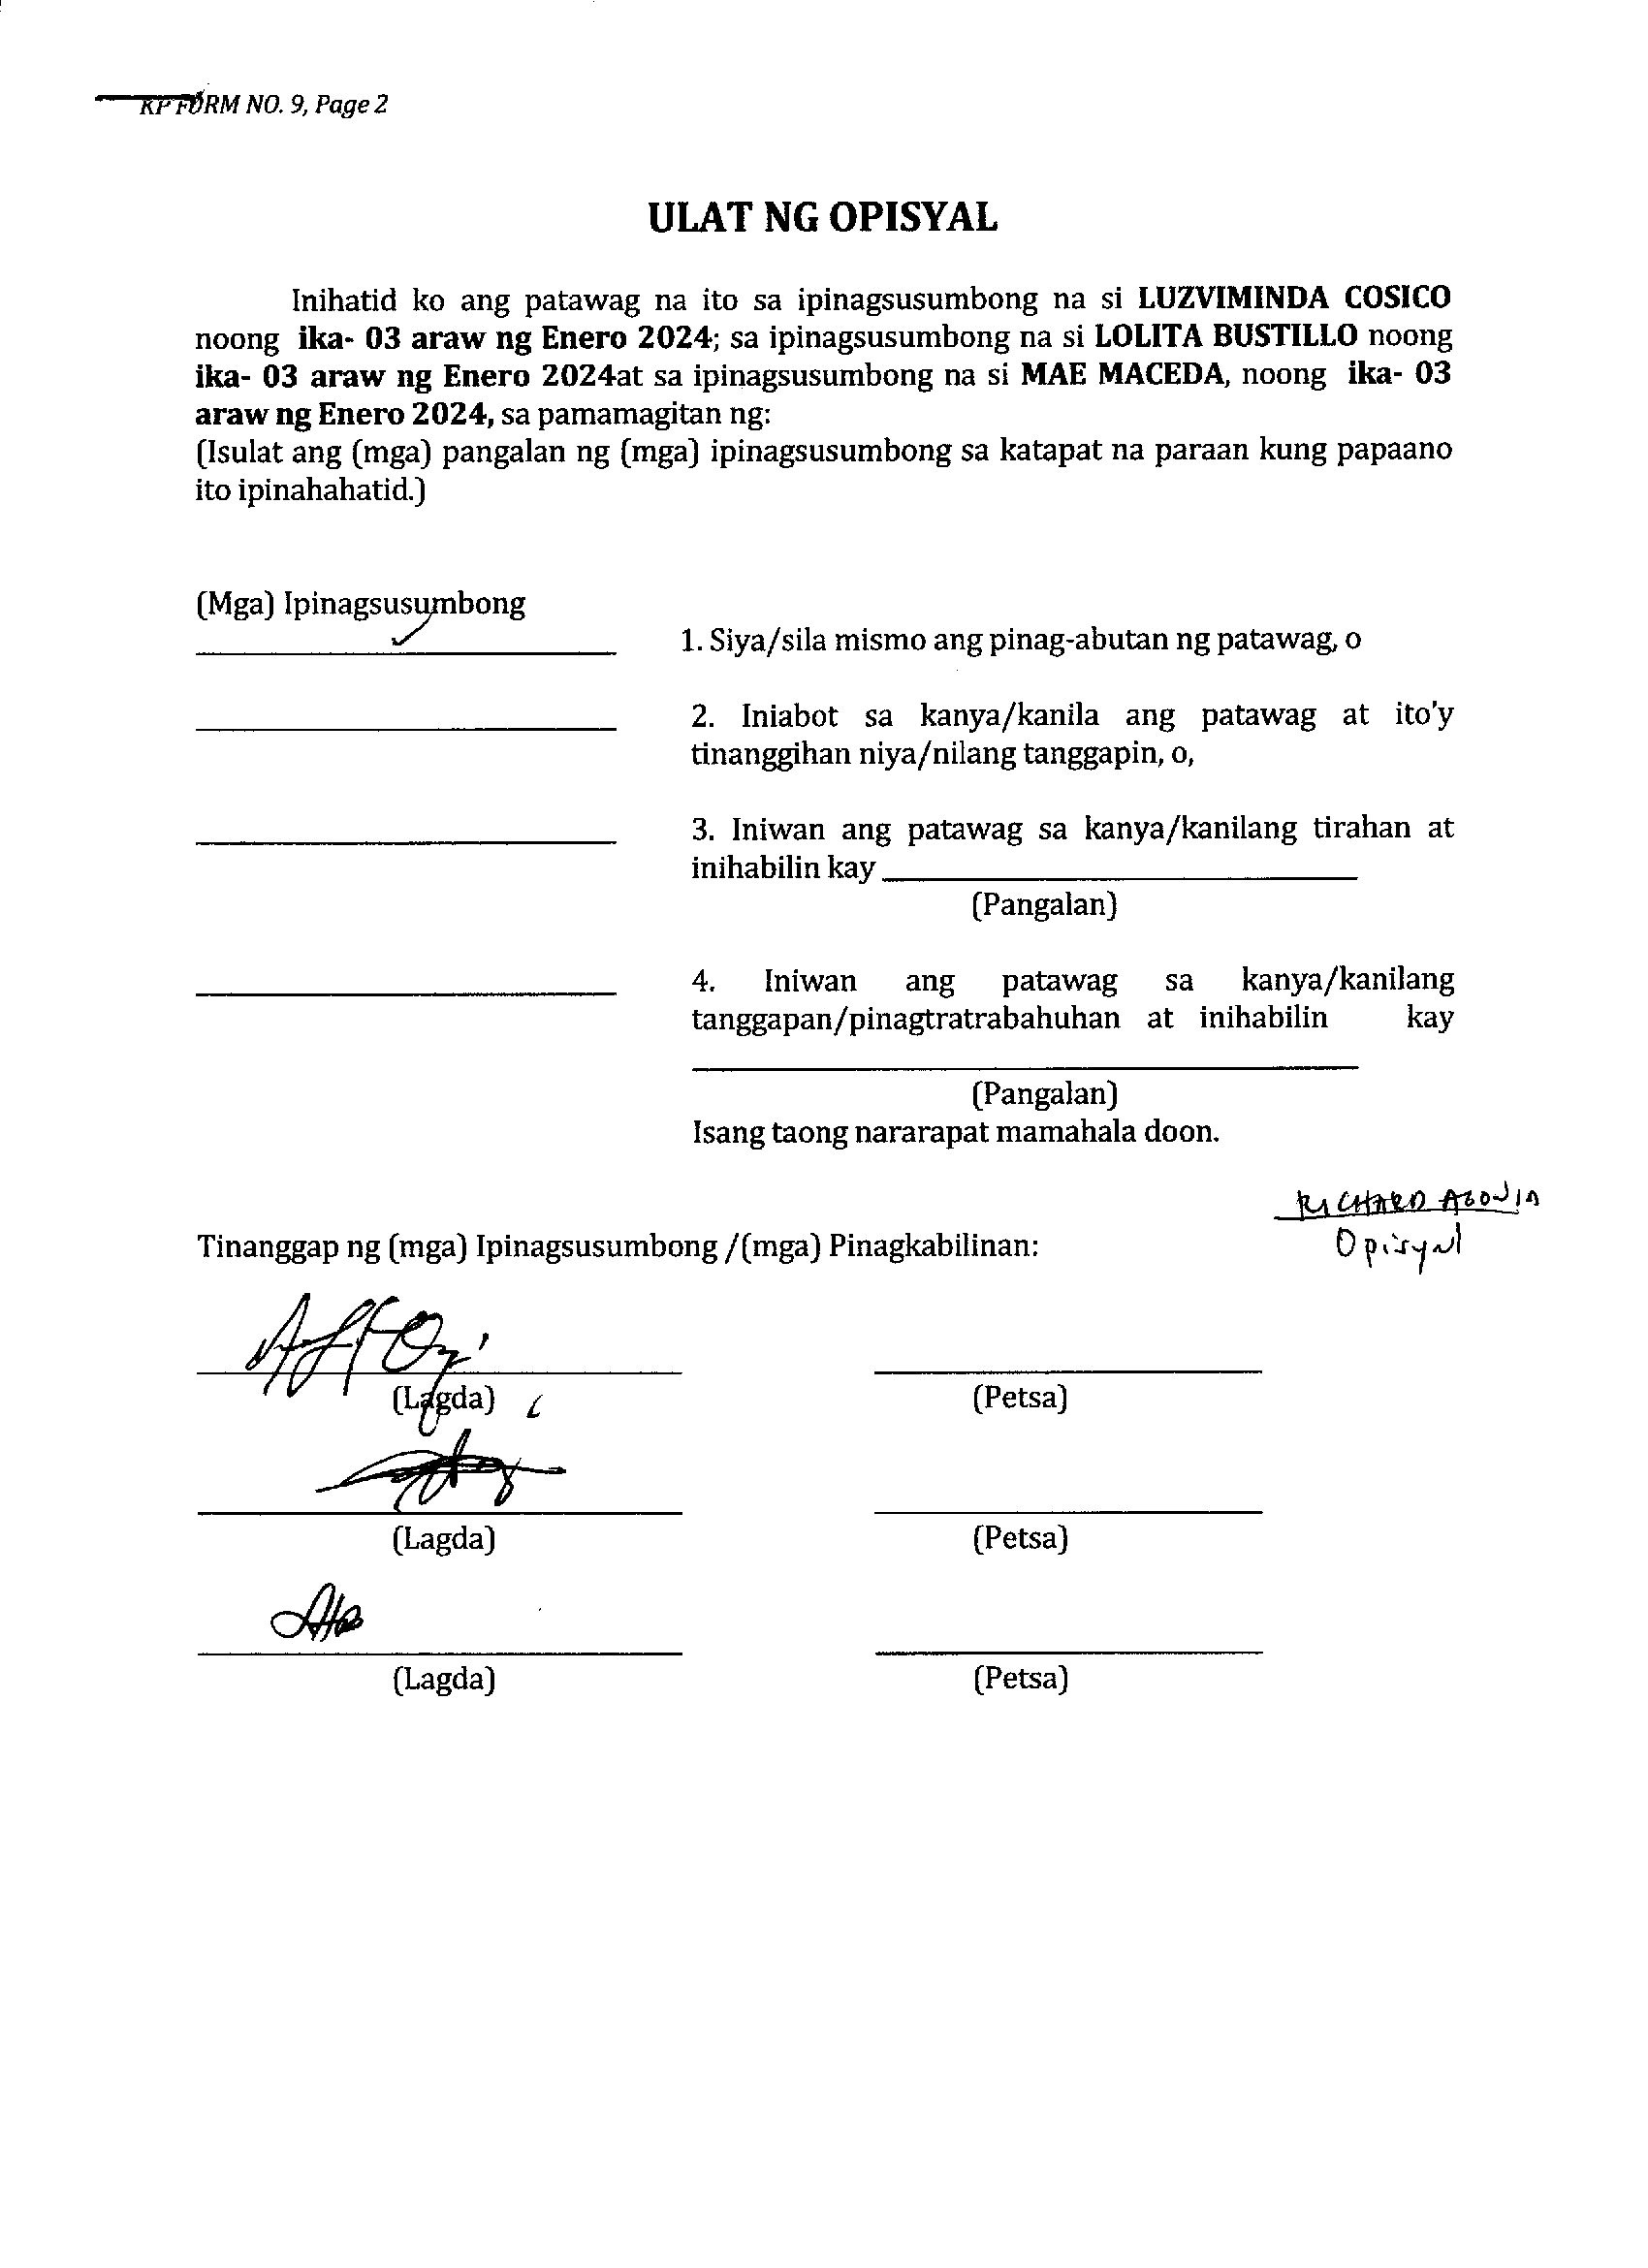 KP FORM NO. 9, Page 2
ULAT NG OPISYAL
Inihatid ko ang patawag na ito sa ipinagsusumbong na si LUZVIMINDA COSICO
noong ika- 03 araw ng Enero 2024; sa ipinagsusumbong na si LOLITA BUSTILLO noong
ika- 03 araw ng Enero 2024at sa ipinagsusumbong na si MAE MACEDA, noong ika- 03
araw ng Enero 2024, sa pamamagitan ng:
(Isulat ang (mga) pangalan ng (mga) ipinagsusumbong sa katapat na paraan kung papaano
ito ipinahahatid.)
(Mga) Ipinagsusumbong
1. Siya/sila mismo ang pinag-abutan ng patawag, o
2. Iniabot sa kanya/kanila ang patawag at ito'y
tinanggihan niya/nilang tanggapin, o,
3. Iniwan ang patawag sa kanya/kanilang tirahan at
inihabilin kay
(Pangalan)
4. Iniwan ang patawag sa kanya/kanilang
tanggapan/pinagtratrabahuhan at inihabilin kay
(Pangalan)
Isang taong nararapat mamahala doon.
RICHARD
Opisyal
Tinanggap ng (mga) Ipinagsusumbong /(mga) Pinagkabilinan:
(Lagda) (Petsa)
(Lagda) (Petsa)
(Lagda) (Petsa)